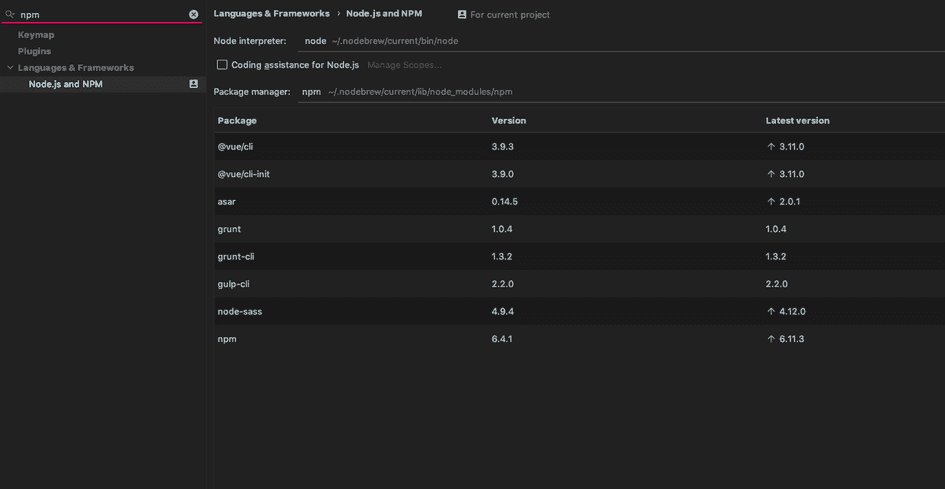 npm
Keymap
Plugins
Languages & Frameworks
Node.js and NPM
Languages & Frameworks › Node.js and NPM For current project
Node interpreter: node ~/.nodebrew/current/bin/node
Coding assistance for Node.js Manage Scopes...
Package manager: npm ~/.nodebrew/current/lib/node_modules/npm
Package Version Latest version
@vue/cli 3.9.3 ↑ 3.11.0
@vue/cli-init 3.9.0 ↑ 3.11.0
asar 0.14.5 ↑ 2.0.1
grunt 1.0.4 1.0.4
grunt-cli 1.3.2 1.3.2
gulp-cli 2.2.0 2.2.0
node-sass 4.9.4 ↑ 4.12.0
npm 6.4.1 ↑ 6.11.3